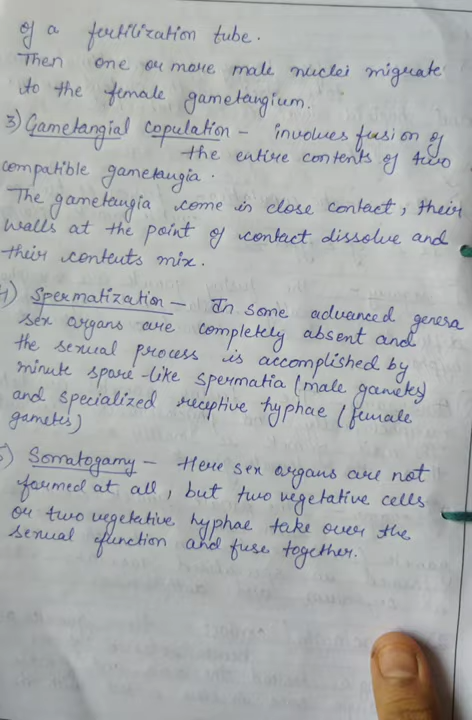 of a fertilization tube.
Then one or more male nuclei migrate
to the female gametangium.
3) Gametangial copulation - involves fusion of
the entire contents of two
compatible gametangia.
The gametangia come in close contact, their
walls at the point of contact dissolve and
their contents mix.
4) Spermatization - In some advanced genera
sex organs are completely absent and
the sexual process is accomplished by
minute spore-like spermatia (male gametes)
and specialized receptive hyphae (female
gametes)
5) Somatogamy - Here sex organs are not
formed at all, but two vegetative cells
or two vegetative hyphae take over the
sexual function and fuse together.